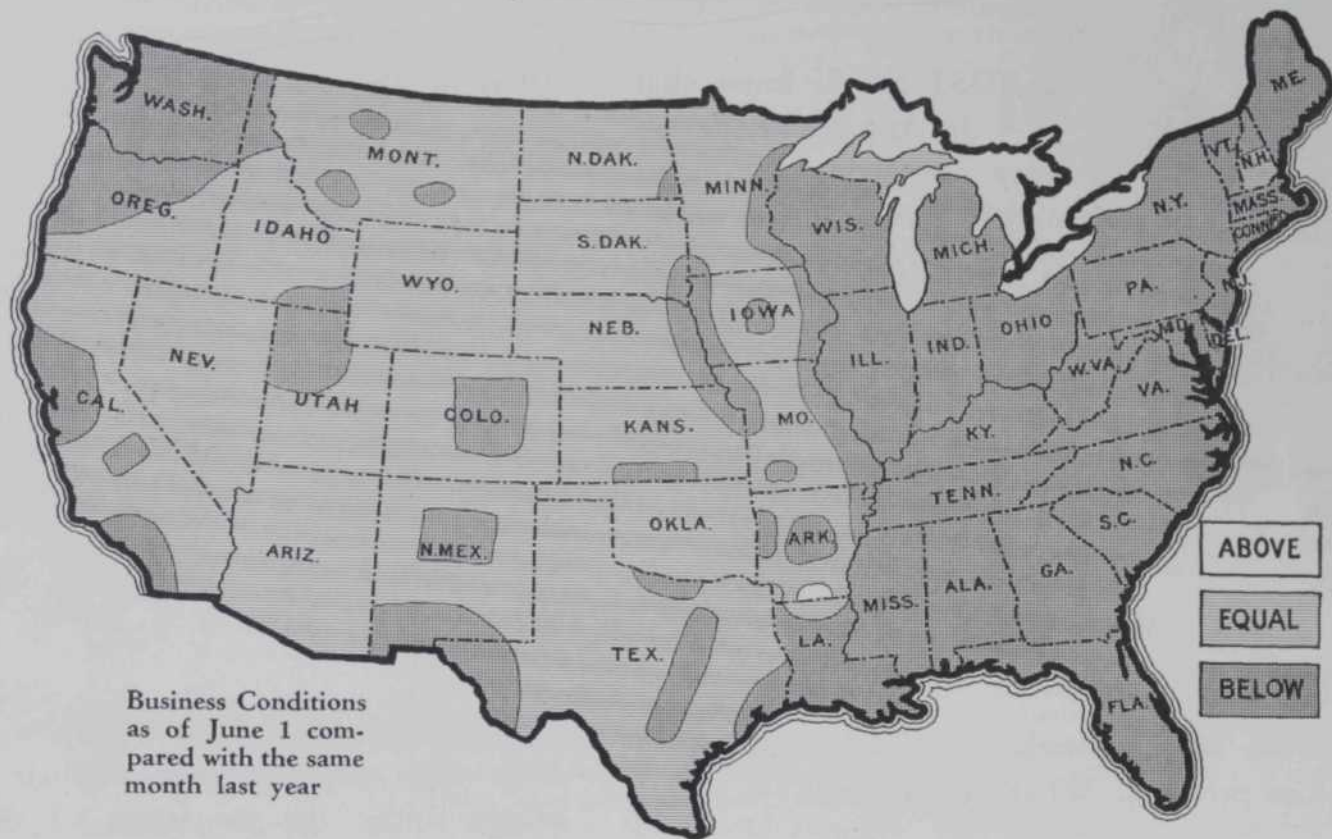 WASH.
MONT.
N.DAK.
MINN.
ME.
VT.
N.H.
OREG.
IDAHO
S.DAK.
WIS.
MICH.
N.Y.
MASS.
CONN.
WYO.
NEB.
IOWA
PA.
N.J.
NEV.
ILL.
IND.
OHIO
MD.
DEL.
CAL.
UTAH
COLO.
KANS.
MO.
W.VA.
VA.
KY.
N.C.
TENN.
ARIZ.
N.MEX.
OKLA.
ARK.
S.C.
MISS.
ALA.
GA.
TEX.
LA.
FLA.
ABOVE
EQUAL
BELOW
Business Conditions
as of June 1 com-
pared with the same
month last year